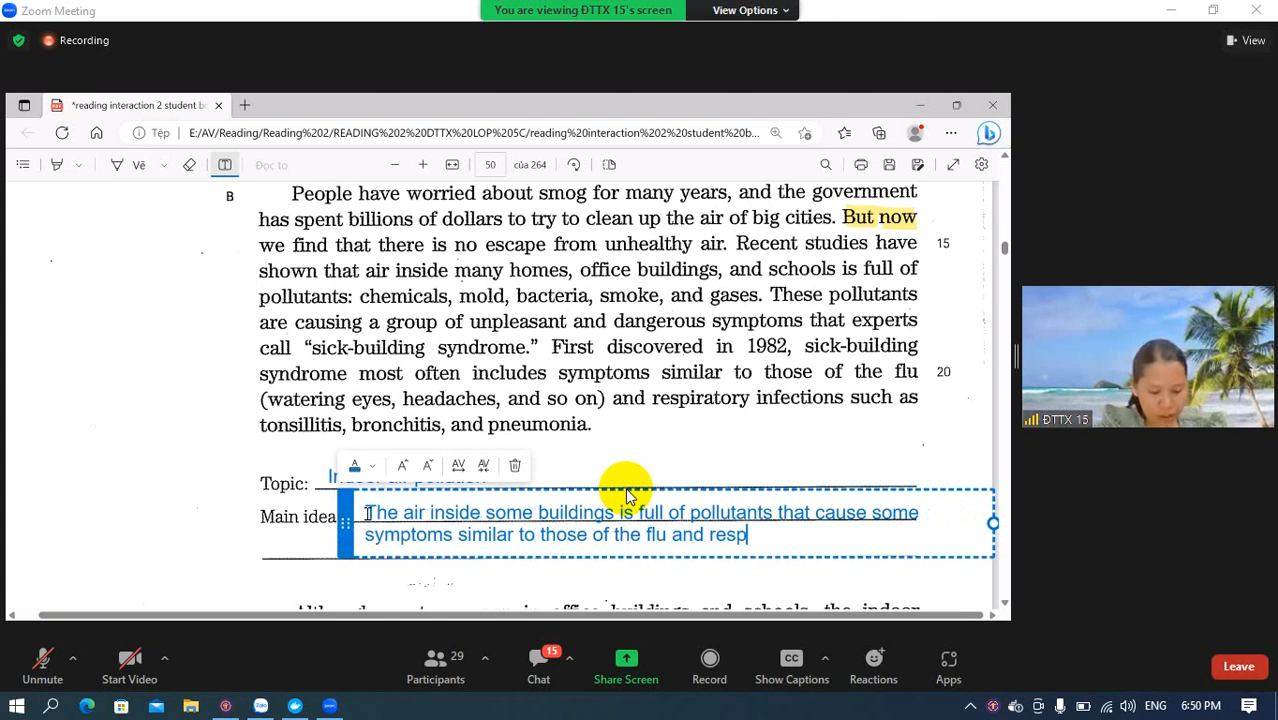 Zoom Meeting
You are viewing ĐTTX 15's screen
View Options
Recording
View
*reading interaction 2 student bo
Tệp
E:/AV/Reading/Reading%202/READING%202%20DTTX%20LOP%205C/reading%20interaction%202%20student%20b...
Vẽ
Đọc to
50
của 264
B
People have worried about smog for many years, and the government
has spent billions of dollars to try to clean up the air of big cities. But now
we find that there is no escape from unhealthy air. Recent studies have
15
shown that air inside many homes, office buildings, and schools is full of
pollutants: chemicals, mold, bacteria, smoke, and gases. These pollutants
are causing a group of unpleasant and dangerous symptoms that experts
call “sick-building syndrome.” First discovered in 1982, sick-building
syndrome most often includes symptoms similar to those of the flu
20
(watering eyes, headaches, and so on) and respiratory infections such as
tonsillitis, bronchitis, and pneumonia.
Topic:
Main idea
The air inside some buildings is full of pollutants that cause some
symptoms similar to those of the flu and resp
ĐTTX 15
Unmute
Start Video
29
Participants
15
Chat
Share Screen
Record
CC
Show Captions
Reactions
Apps
Leave
ENG
6:50 PM